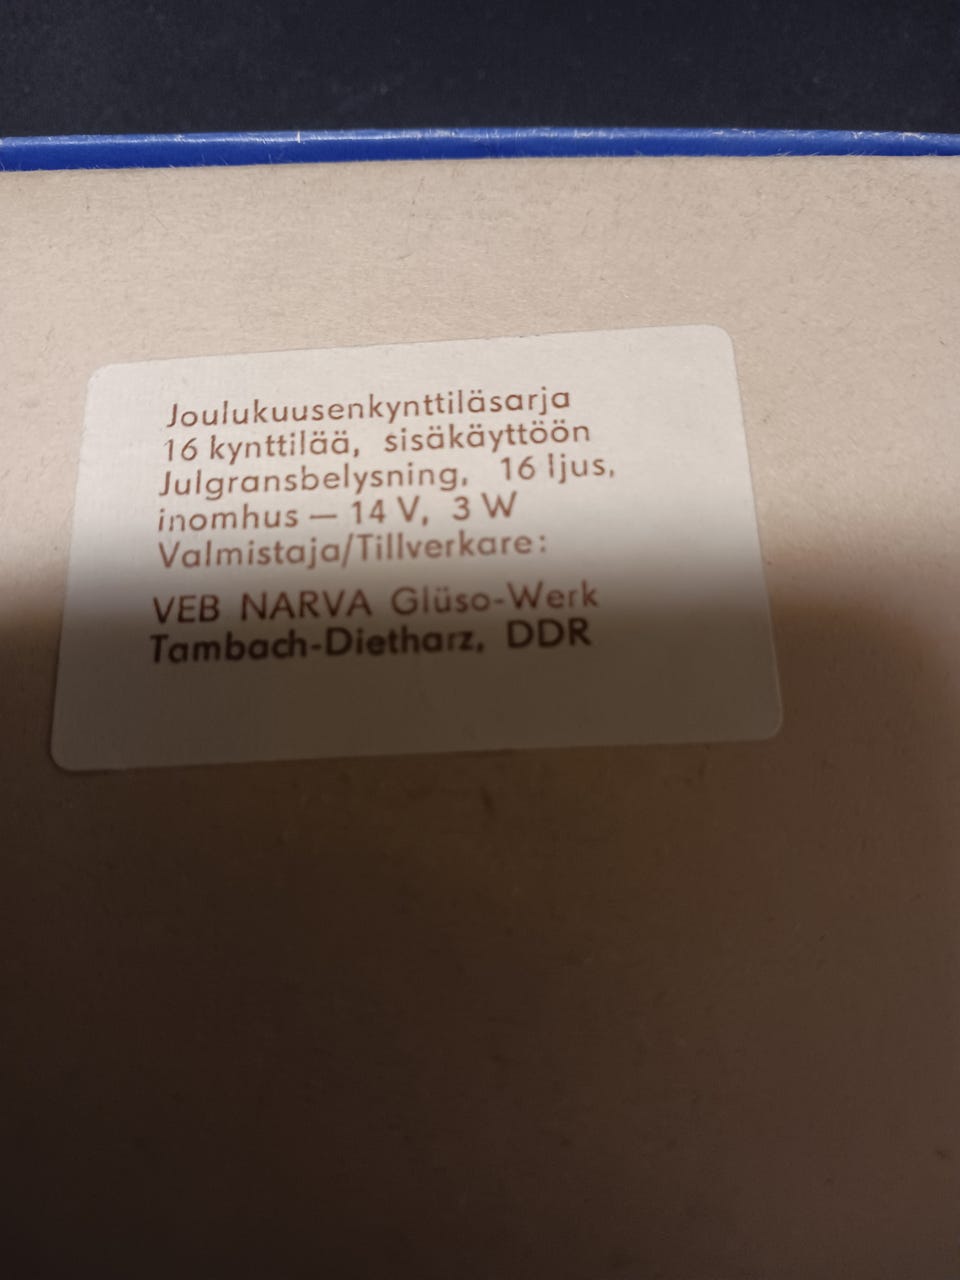 Joulukuusenkynttiläsarja
16 kynttilää, sisäkäyttöön
Julgransbelysning, 16 ljus,
inomhus — 14 V, 3 W
Valmistaja/Tillverkare:
VEB NARVA Glüso-Werk
Tambach-Dietharz, DDR